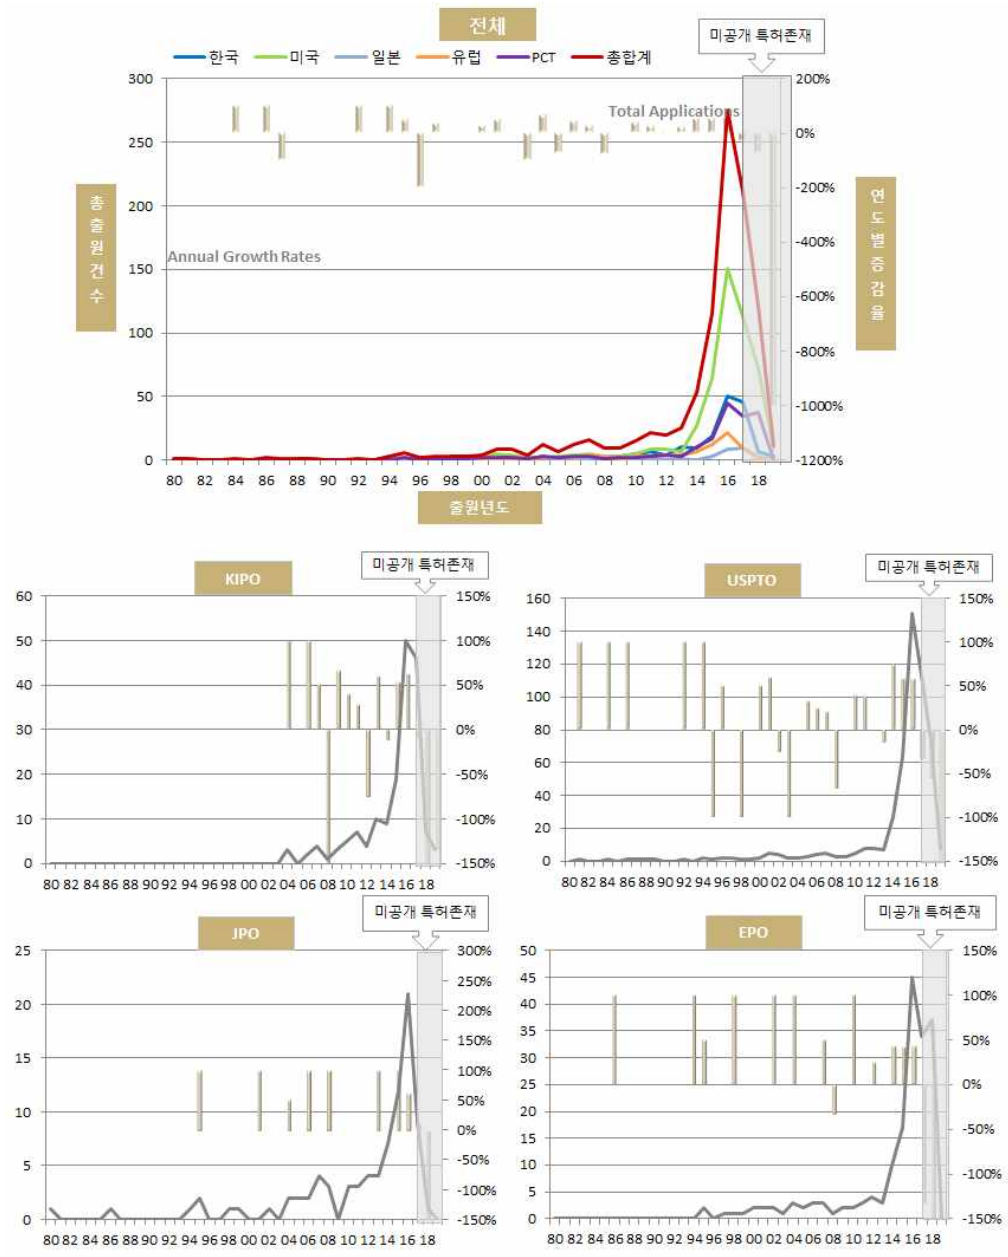 전체
미공개 특허존재
한국 미국 일본 유럽 PCT 총합계
300 200%
Total Applications
250 0%
200 -200%
Annual Growth Rates
150 -400%
-600%
100
-800%
50 -1000%
0 -1200%
총출원건수
연도별증감율
80 82 84 86 88 90 92 94 96 98 00 02 04 06 08 10 12 14 16 18
출원년도
KIPO
미공개 특허존재
60 150%
50 100%
40 50%
30 0%
20 -50%
10 -100%
0 -150%
80 82 84 86 88 90 92 94 96 98 00 02 04 06 08 10 12 14 16 18
USPTO
미공개 특허존재
160 150%
140
100%
120
100 50%
80 0%
60 -50%
40
-100%
20
0 -150%
80 82 84 86 88 90 92 94 96 98 00 02 04 06 08 10 12 14 16 18
JPO
미공개 특허존재
25 300%
250%
20 200%
150%
15 100%
50%
10 0%
-50%
5 -100%
0 -150%
80 82 84 86 88 90 92 94 96 98 00 02 04 06 08 10 12 14 16 18
EPO
미공개 특허존재
50 150%
45
40 100%
35 50%
30
25 0%
20
15 -50%
10 -100%
5
0 -150%
80 82 84 86 88 90 92 94 96 98 00 02 04 06 08 10 12 14 16 18